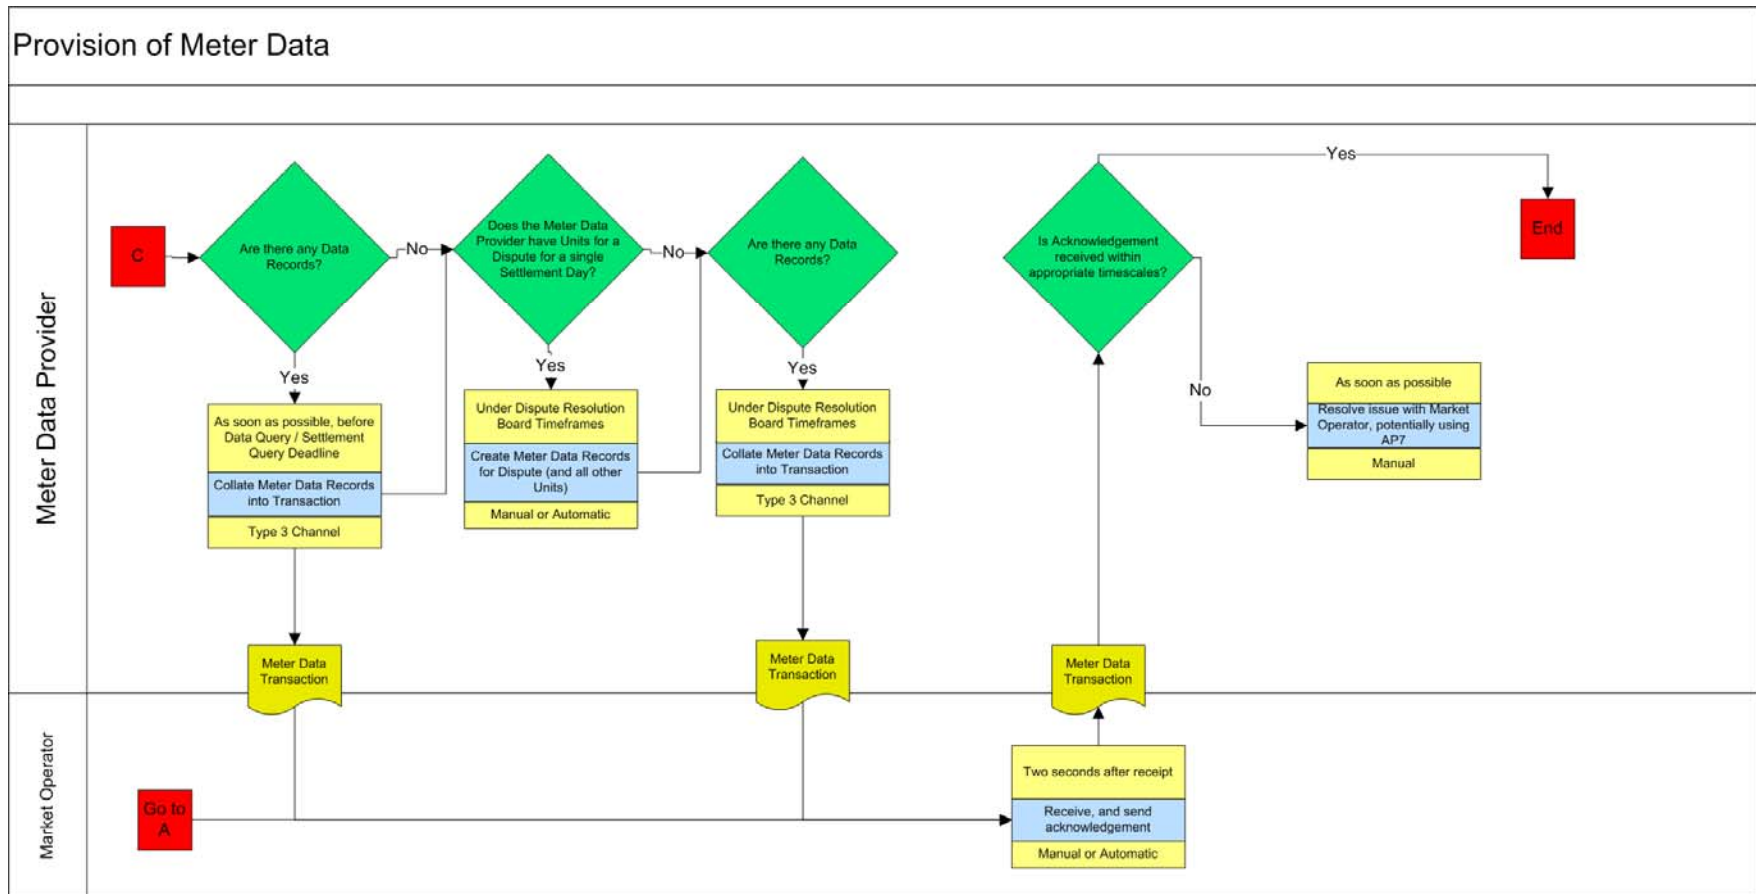 Provision of Meter Data
Meter Data Provider
C
Are there any Data
Records?
No
Yes
As soon as possible, before
Data Query / Settlement
Query Deadline
Collate Meter Data Records
into Transaction
Type 3 Channel
Meter Data
Transaction
Does the Meter Data
Provider have Units for a
Dispute for a single
Settlement Day?
No
Yes
Under Dispute Resolution
Board Timeframes
Create Meter Data Records
for Dispute (and all other
Units)
Manual or Automatic
Are there any Data
Records?
Yes
Under Dispute Resolution
Board Timeframes
Collate Meter Data Records
into Transaction
Type 3 Channel
Meter Data
Transaction
Is Acknowledgement
received within
appropriate timescales?
Yes
End
No
As soon as possible
Resolve issue with Market
Operator, potentially using
AP7
Manual
Meter Data
Transaction
Market Operator
Go to
A
Two seconds after receipt
Receive, and send
acknowledgement
Manual or Automatic